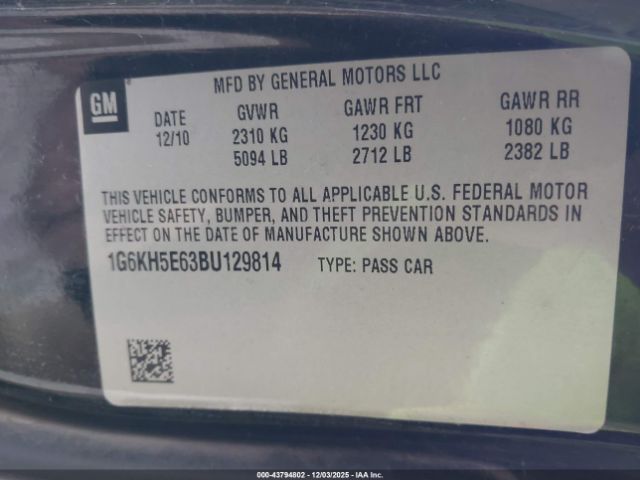 MFD BY GENERAL MOTORS LLC
GM
DATE GVWR GAWR FRT GAWR RR
12/10 2310 KG 1230 KG 1080 KG
5094 LB 2712 LB 2382 LB
THIS VEHICLE CONFORMS TO ALL APPLICABLE U.S. FEDERAL MOTOR
VEHICLE SAFETY, BUMPER, AND THEFT PREVENTION STANDARDS IN
EFFECT ON THE DATE OF MANUFACTURE SHOWN ABOVE.
1G6KH5E63BU129814 TYPE: PASS CAR
000-43794802 - 12/03/2025 - IAA Inc.